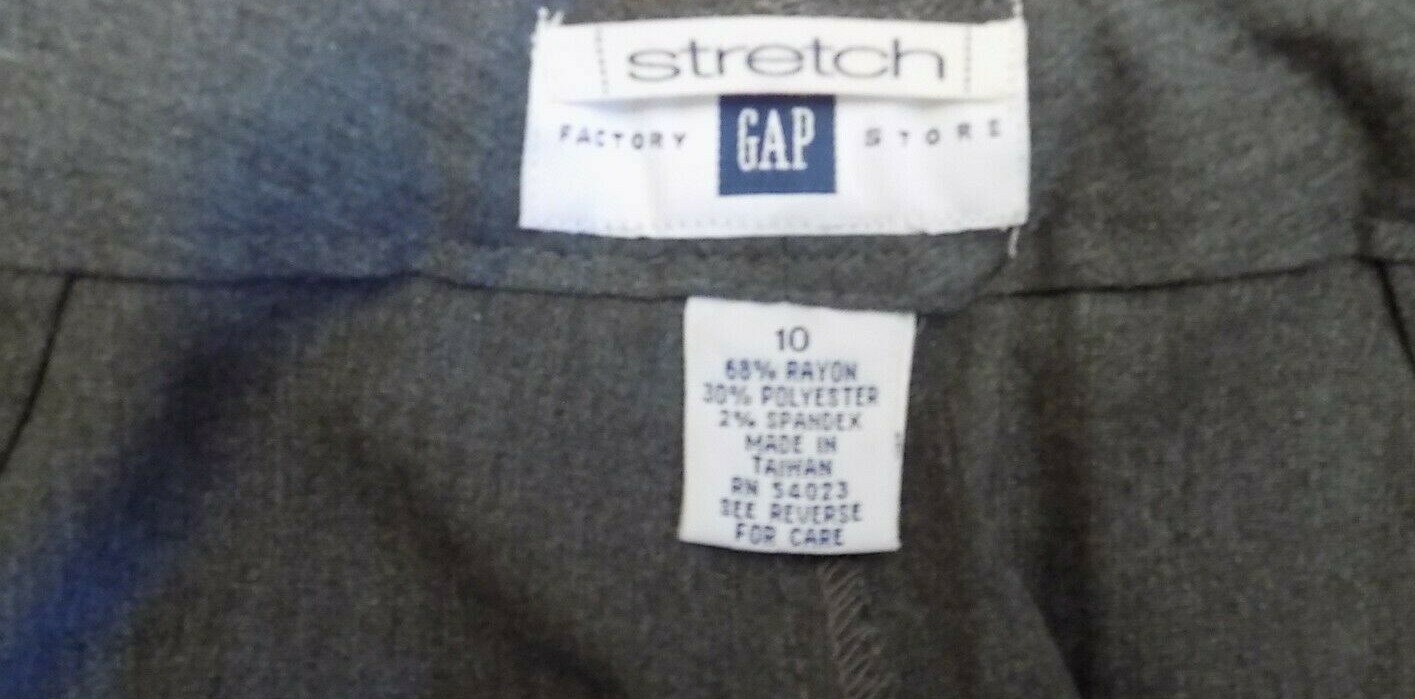 stretch
FACTORY GAP STORE
10
68% RAYON
30% POLYESTER
2% SPANDEX
MADE IN
TAIWAN
RN 54023
SEE REVERSE
FOR CARE